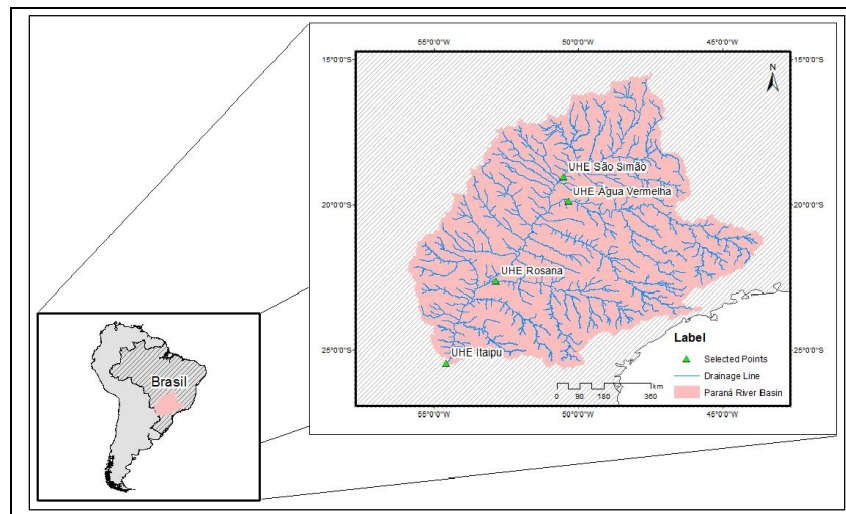 55°0'0"W 50°0'0"W 45°0'0"W
15°0'0"S 15°0'0"S
N
UHE São Simão
UHE Água Vermelha
20°0'0"S 20°0'0"S
UHE Rosana
25°0'0"S 25°0'0"S
UHE Itaipu
Label
Selected Points
Drainage Line
Paraná River Basin
km
0 90 180 360
55°0'0"W 50°0'0"W 45°0'0"W
Brasil